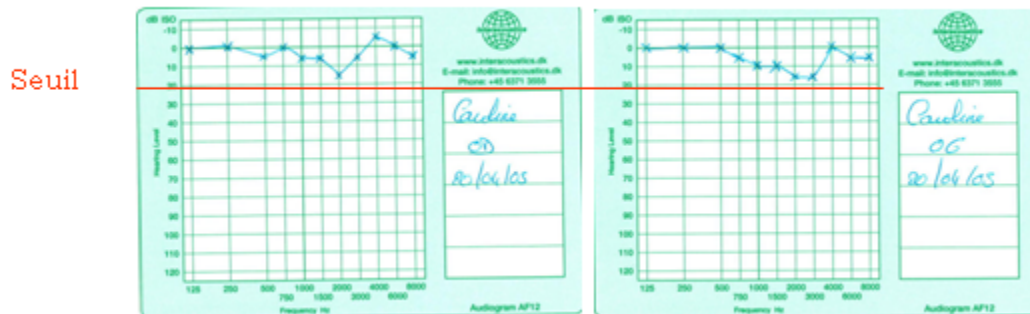 Seuil
dB ISO
-10
0
10
20
30
40
50
60
70
80
90
100
110
120
Hearing Level
125
250
500
750
1000
1500
2000
3000
4000
6000
8000
Frequency Hz
Interacoustics
www.interacoustics.dk
E-mail: info@interacoustics.dk
Phone: +45 6371 3555
Caroline
OD
20/04/05
Audiogram AF12
dB ISO
-10
0
10
20
30
40
50
60
70
80
90
100
110
120
Hearing Level
125
250
500
750
1000
1500
2000
3000
4000
6000
8000
Frequency Hz
Interacoustics
www.interacoustics.dk
E-mail: info@interacoustics.dk
Phone: +45 6371 3555
Caroline
OG
20/04/05
Audiogram AF12